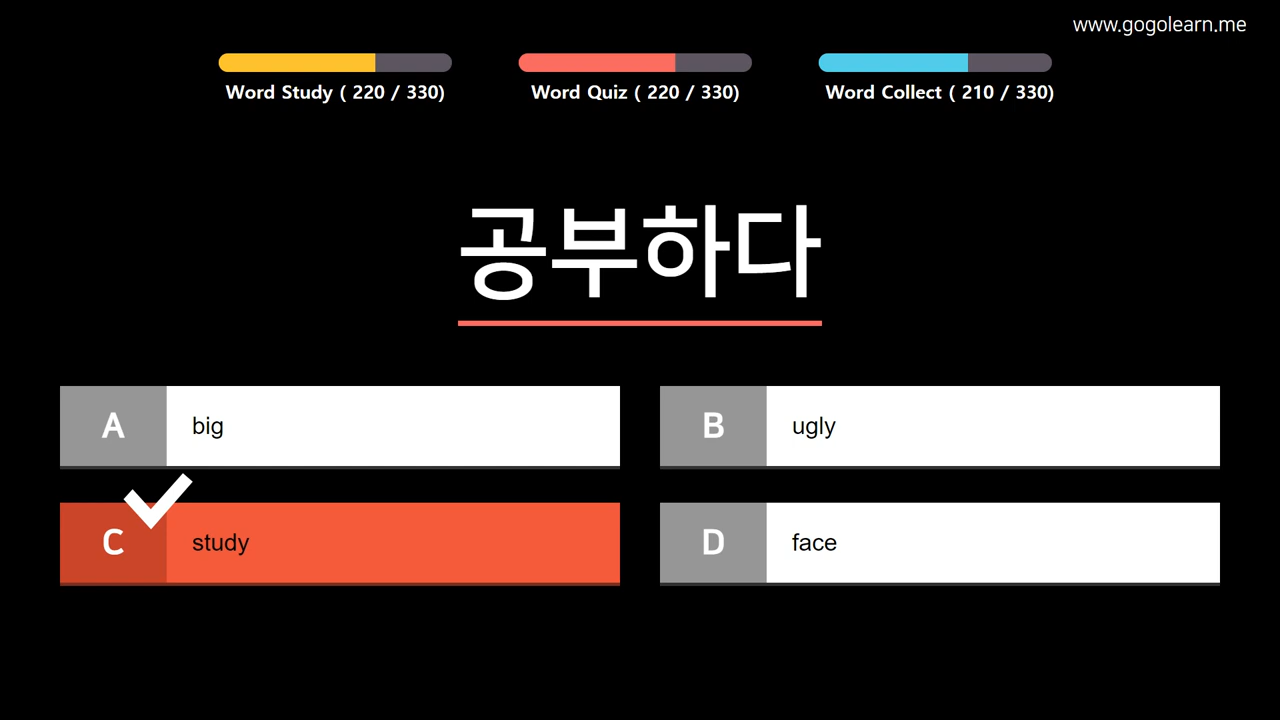 www.gogolearn.me
Word Study ( 220 / 330)
Word Quiz ( 220 / 330)
Word Collect ( 210 / 330)
공부하다
A big
B ugly
C study
D face